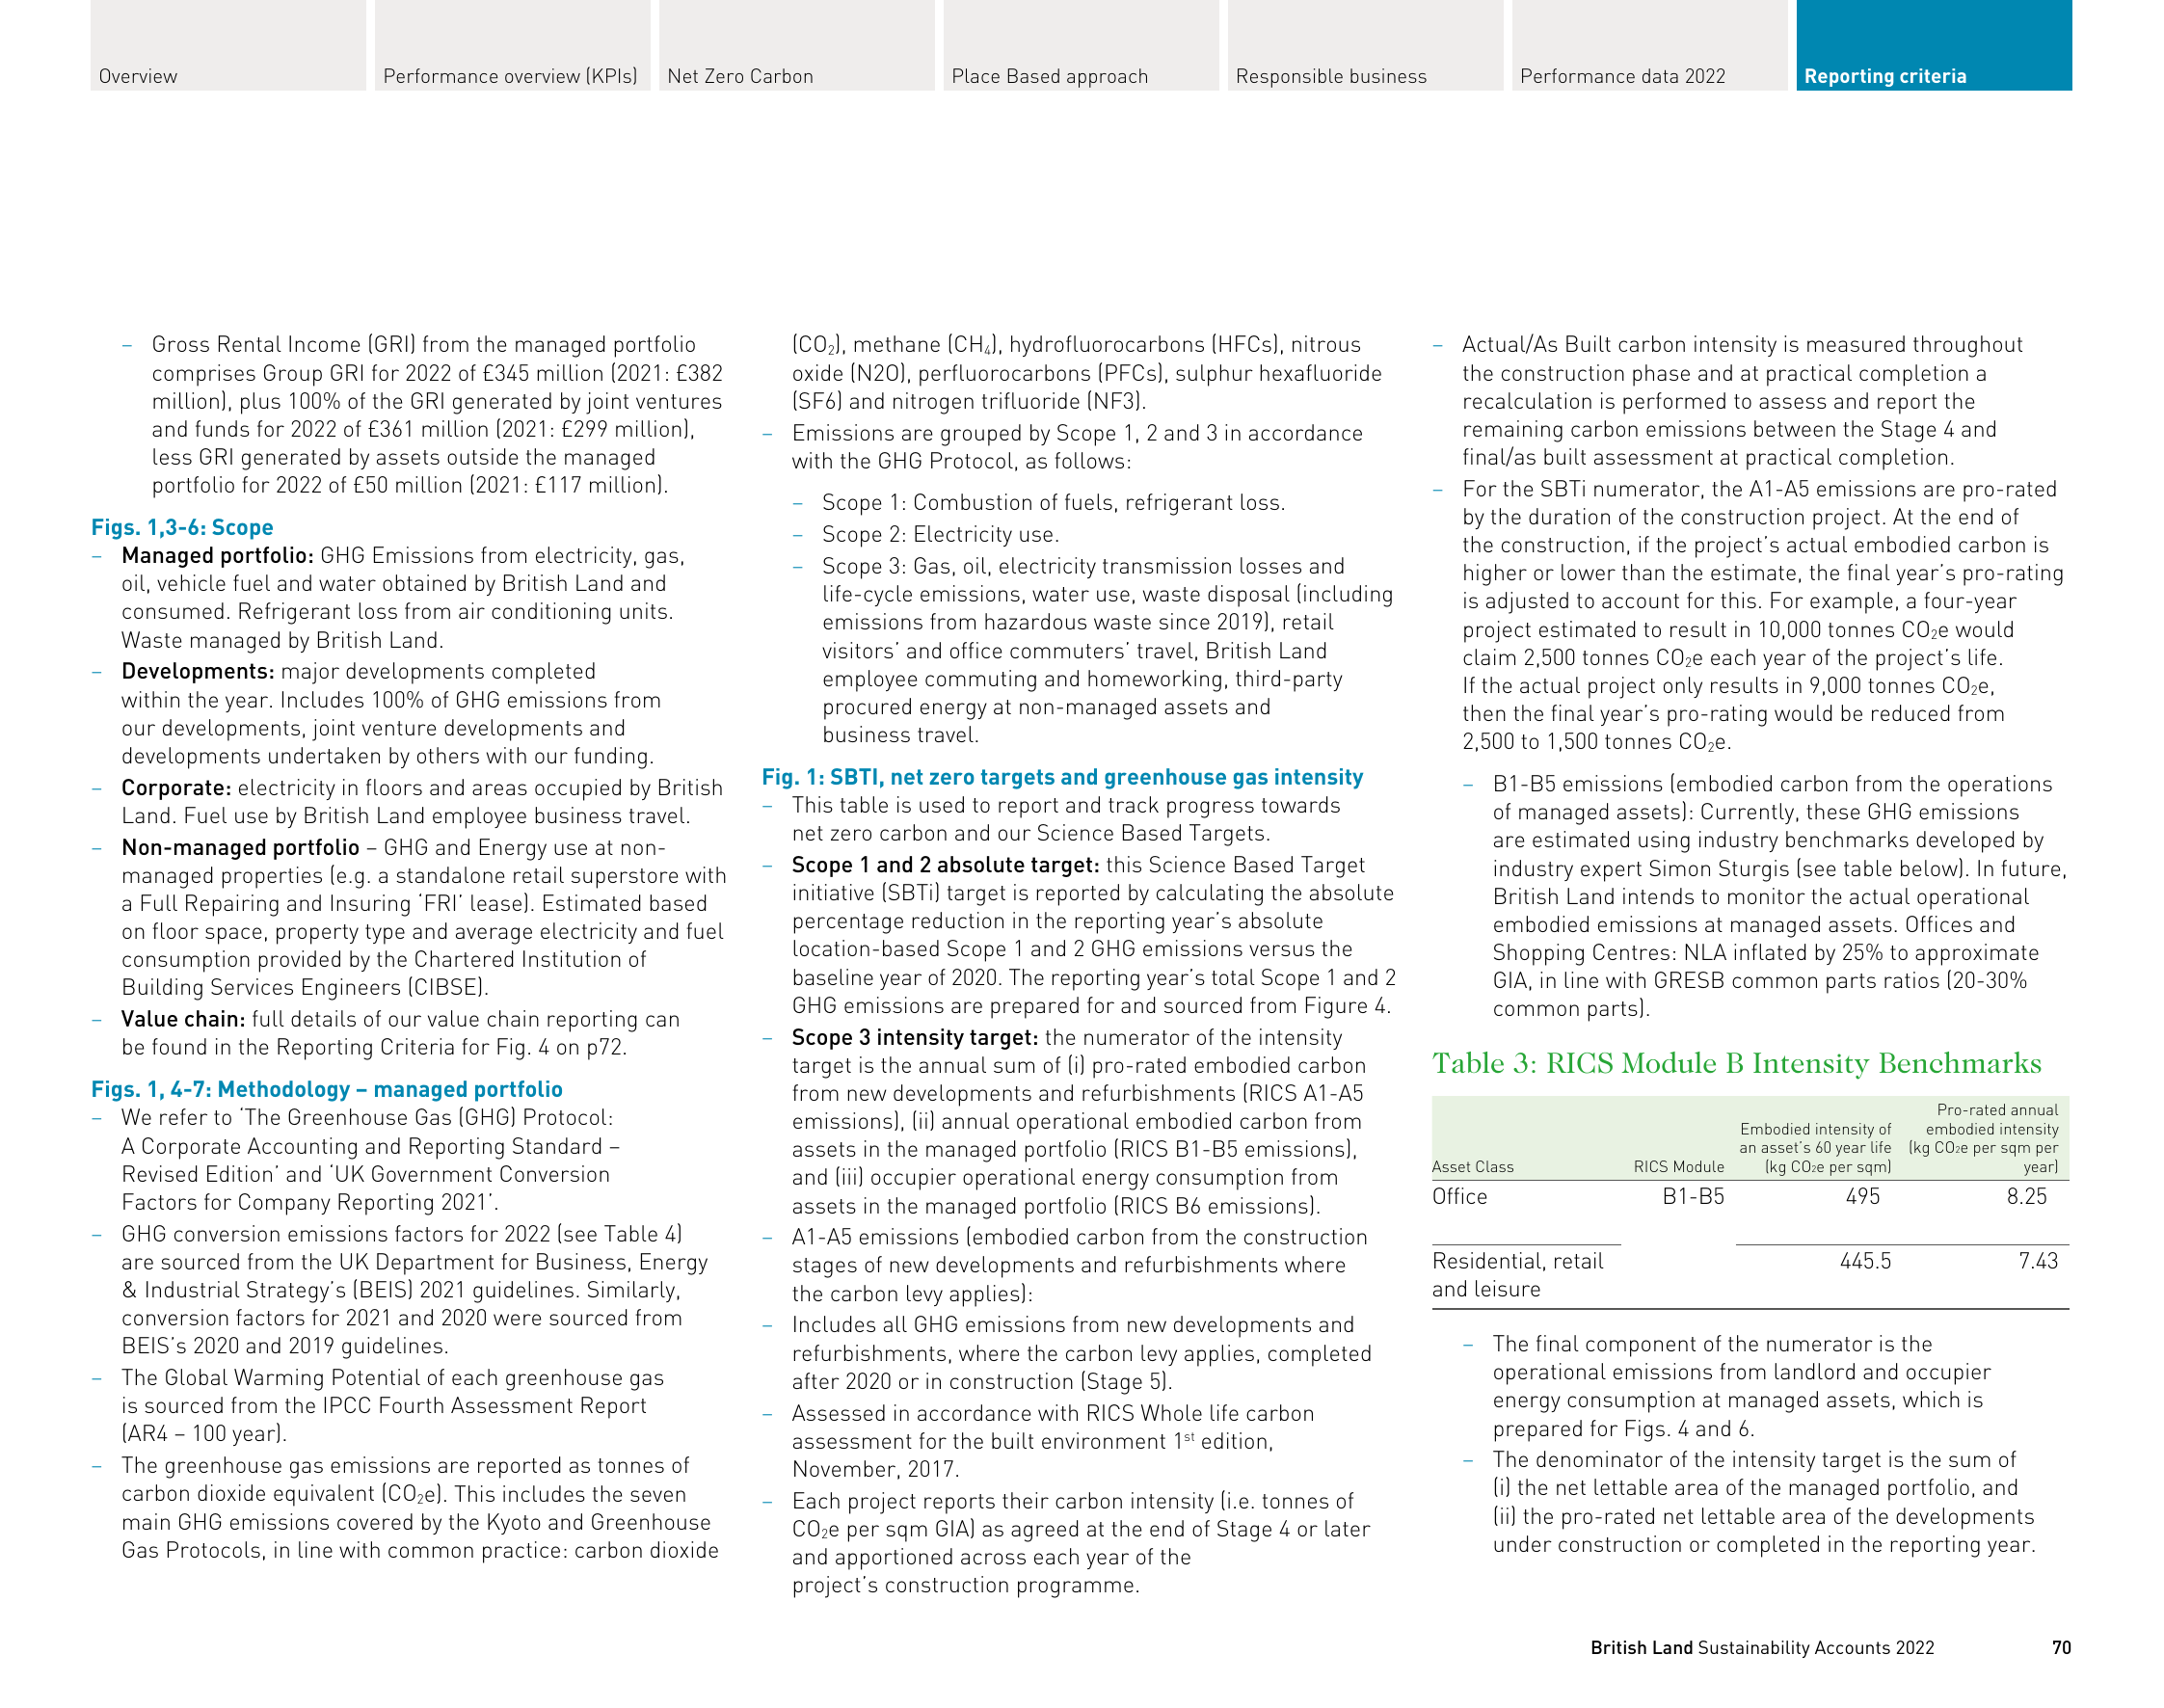 Overview
Performance overview (KPIs)
Net Zero Carbon
Place Based approach
Responsible business
Performance data 2022
Reporting criteria
– Gross Rental Income (GRI) from the managed portfolio
comprises Group GRI for 2022 of £345 million (2021: £382
million), plus 100% of the GRI generated by joint ventures
and funds for 2022 of £361 million (2021: £299 million),
less GRI generated by assets outside the managed
portfolio for 2022 of £50 million (2021: £117 million).
Figs. 1,3-6: Scope
– Managed portfolio: GHG Emissions from electricity, gas,
oil, vehicle fuel and water obtained by British Land and
consumed. Refrigerant loss from air conditioning units.
Waste managed by British Land.
– Developments: major developments completed
within the year. Includes 100% of GHG emissions from
our developments, joint venture developments and
developments undertaken by others with our funding.
– Corporate: electricity in floors and areas occupied by British
Land. Fuel use by British Land employee business travel.
– Non-managed portfolio – GHG and Energy use at non-
managed properties (e.g. a standalone retail superstore with
a Full Repairing and Insuring ‘FRI’ lease). Estimated based
on floor space, property type and average electricity and fuel
consumption provided by the Chartered Institution of
Building Services Engineers (CIBSE).
– Value chain: full details of our value chain reporting can
be found in the Reporting Criteria for Fig. 4 on p72.
Figs. 1, 4-7: Methodology – managed portfolio
– We refer to ‘The Greenhouse Gas (GHG) Protocol:
A Corporate Accounting and Reporting Standard –
Revised Edition’ and ‘UK Government Conversion
Factors for Company Reporting 2021’.
– GHG conversion emissions factors for 2022 (see Table 4)
are sourced from the UK Department for Business, Energy
& Industrial Strategy’s (BEIS) 2021 guidelines. Similarly,
conversion factors for 2021 and 2020 were sourced from
BEIS’s 2020 and 2019 guidelines.
– The Global Warming Potential of each greenhouse gas
is sourced from the IPCC Fourth Assessment Report
(AR4 – 100 year).
– The greenhouse gas emissions are reported as tonnes of
carbon dioxide equivalent (CO₂e). This includes the seven
main GHG emissions covered by the Kyoto and Greenhouse
Gas Protocols, in line with common practice: carbon dioxide
(CO₂), methane (CH₄), hydrofluorocarbons (HFCs), nitrous
oxide (N2O), perfluorocarbons (PFCs), sulphur hexafluoride
(SF6) and nitrogen trifluoride (NF3).
– Emissions are grouped by Scope 1, 2 and 3 in accordance
with the GHG Protocol, as follows:
– Scope 1: Combustion of fuels, refrigerant loss.
– Scope 2: Electricity use.
– Scope 3: Gas, oil, electricity transmission losses and
life-cycle emissions, water use, waste disposal (including
emissions from hazardous waste since 2019), retail
visitors’ and office commuters’ travel, British Land
employee commuting and homeworking, third-party
procured energy at non-managed assets and
business travel.
Fig. 1: SBTI, net zero targets and greenhouse gas intensity
– This table is used to report and track progress towards
net zero carbon and our Science Based Targets.
– Scope 1 and 2 absolute target: this Science Based Target
initiative (SBTi) target is reported by calculating the absolute
percentage reduction in the reporting year’s absolute
location-based Scope 1 and 2 GHG emissions versus the
baseline year of 2020. The reporting year’s total Scope 1 and 2
GHG emissions are prepared for and sourced from Figure 4.
– Scope 3 intensity target: the numerator of the intensity
target is the annual sum of (i) pro-rated embodied carbon
from new developments and refurbishments (RICS A1-A5
emissions), (ii) annual operational embodied carbon from
assets in the managed portfolio (RICS B1-B5 emissions),
and (iii) occupier operational energy consumption from
assets in the managed portfolio (RICS B6 emissions).
– A1-A5 emissions (embodied carbon from the construction
stages of new developments and refurbishments where
the carbon levy applies):
– Includes all GHG emissions from new developments and
refurbishments, where the carbon levy applies, completed
after 2020 or in construction (Stage 5).
– Assessed in accordance with RICS Whole life carbon
assessment for the built environment 1st edition,
November, 2017.
– Each project reports their carbon intensity (i.e. tonnes of
CO₂e per sqm GIA) as agreed at the end of Stage 4 or later
and apportioned across each year of the
project’s construction programme.
– Actual/As Built carbon intensity is measured throughout
the construction phase and at practical completion a
recalculation is performed to assess and report the
remaining carbon emissions between the Stage 4 and
final/as built assessment at practical completion.
– For the SBTi numerator, the A1-A5 emissions are pro-rated
by the duration of the construction project. At the end of
the construction, if the project’s actual embodied carbon is
higher or lower than the estimate, the final year’s pro-rating
is adjusted to account for this. For example, a four-year
project estimated to result in 10,000 tonnes CO₂e would
claim 2,500 tonnes CO₂e each year of the project’s life.
If the actual project only results in 9,000 tonnes CO₂e,
then the final year’s pro-rating would be reduced from
2,500 to 1,500 tonnes CO₂e.
– B1-B5 emissions (embodied carbon from the operations
of managed assets): Currently, these GHG emissions
are estimated using industry benchmarks developed by
industry expert Simon Sturgis (see table below). In future,
British Land intends to monitor the actual operational
embodied emissions at managed assets. Offices and
Shopping Centres: NLA inflated by 25% to approximate
GIA, in line with GRESB common parts ratios (20-30%
common parts).
Table 3: RICS Module B Intensity Benchmarks
Asset Class
RICS Module
Embodied intensity of
an asset’s 60 year life
(kg CO₂e per sqm)
Pro-rated annual
embodied intensity
(kg CO₂e per sqm per
year)
Office B1-B5 495 8.25
Residential, retail 445.5 7.43
and leisure
– The final component of the numerator is the
operational emissions from landlord and occupier
energy consumption at managed assets, which is
prepared for Figs. 4 and 6.
– The denominator of the intensity target is the sum of
(i) the net lettable area of the managed portfolio, and
(ii) the pro-rated net lettable area of the developments
under construction or completed in the reporting year.
British Land Sustainability Accounts 2022 70